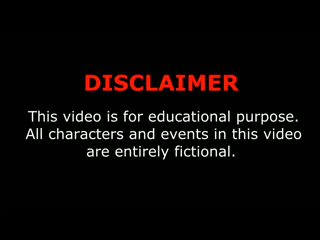 DISCLAIMER
This video is for educational purpose.
All characters and events in this video
are entirely fictional.